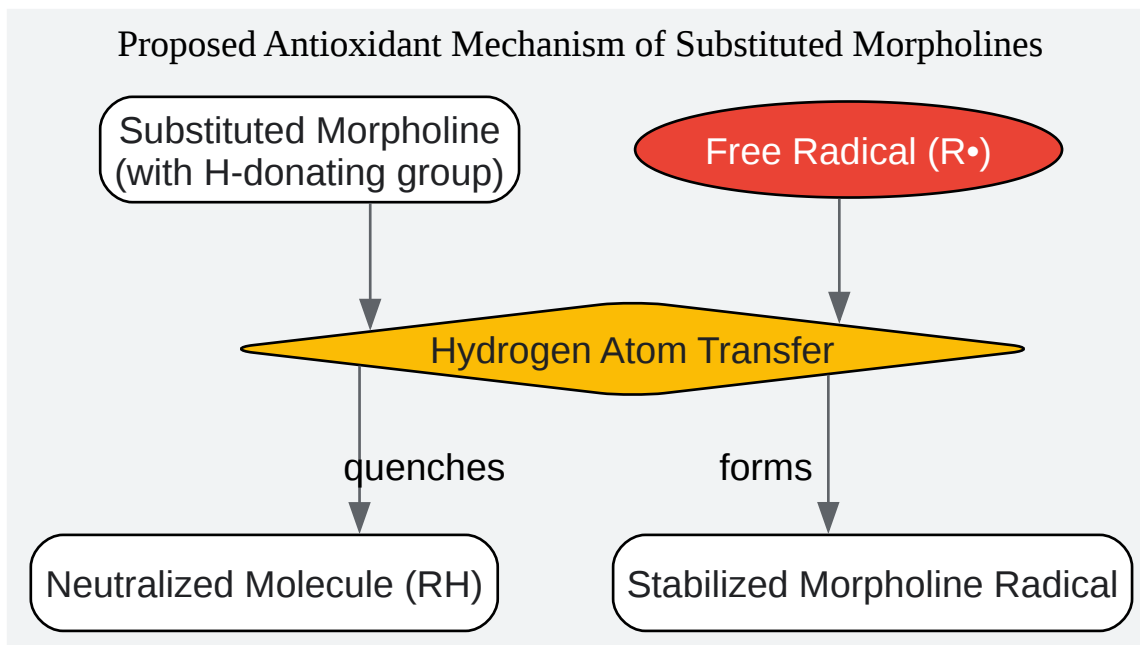 Proposed Antioxidant Mechanism of Substituted Morpholines
Substituted Morpholine
(with H-donating group)
Free Radical (R•)
Hydrogen Atom Transfer
quenches
forms
Neutralized Molecule (RH)
Stabilized Morpholine Radical